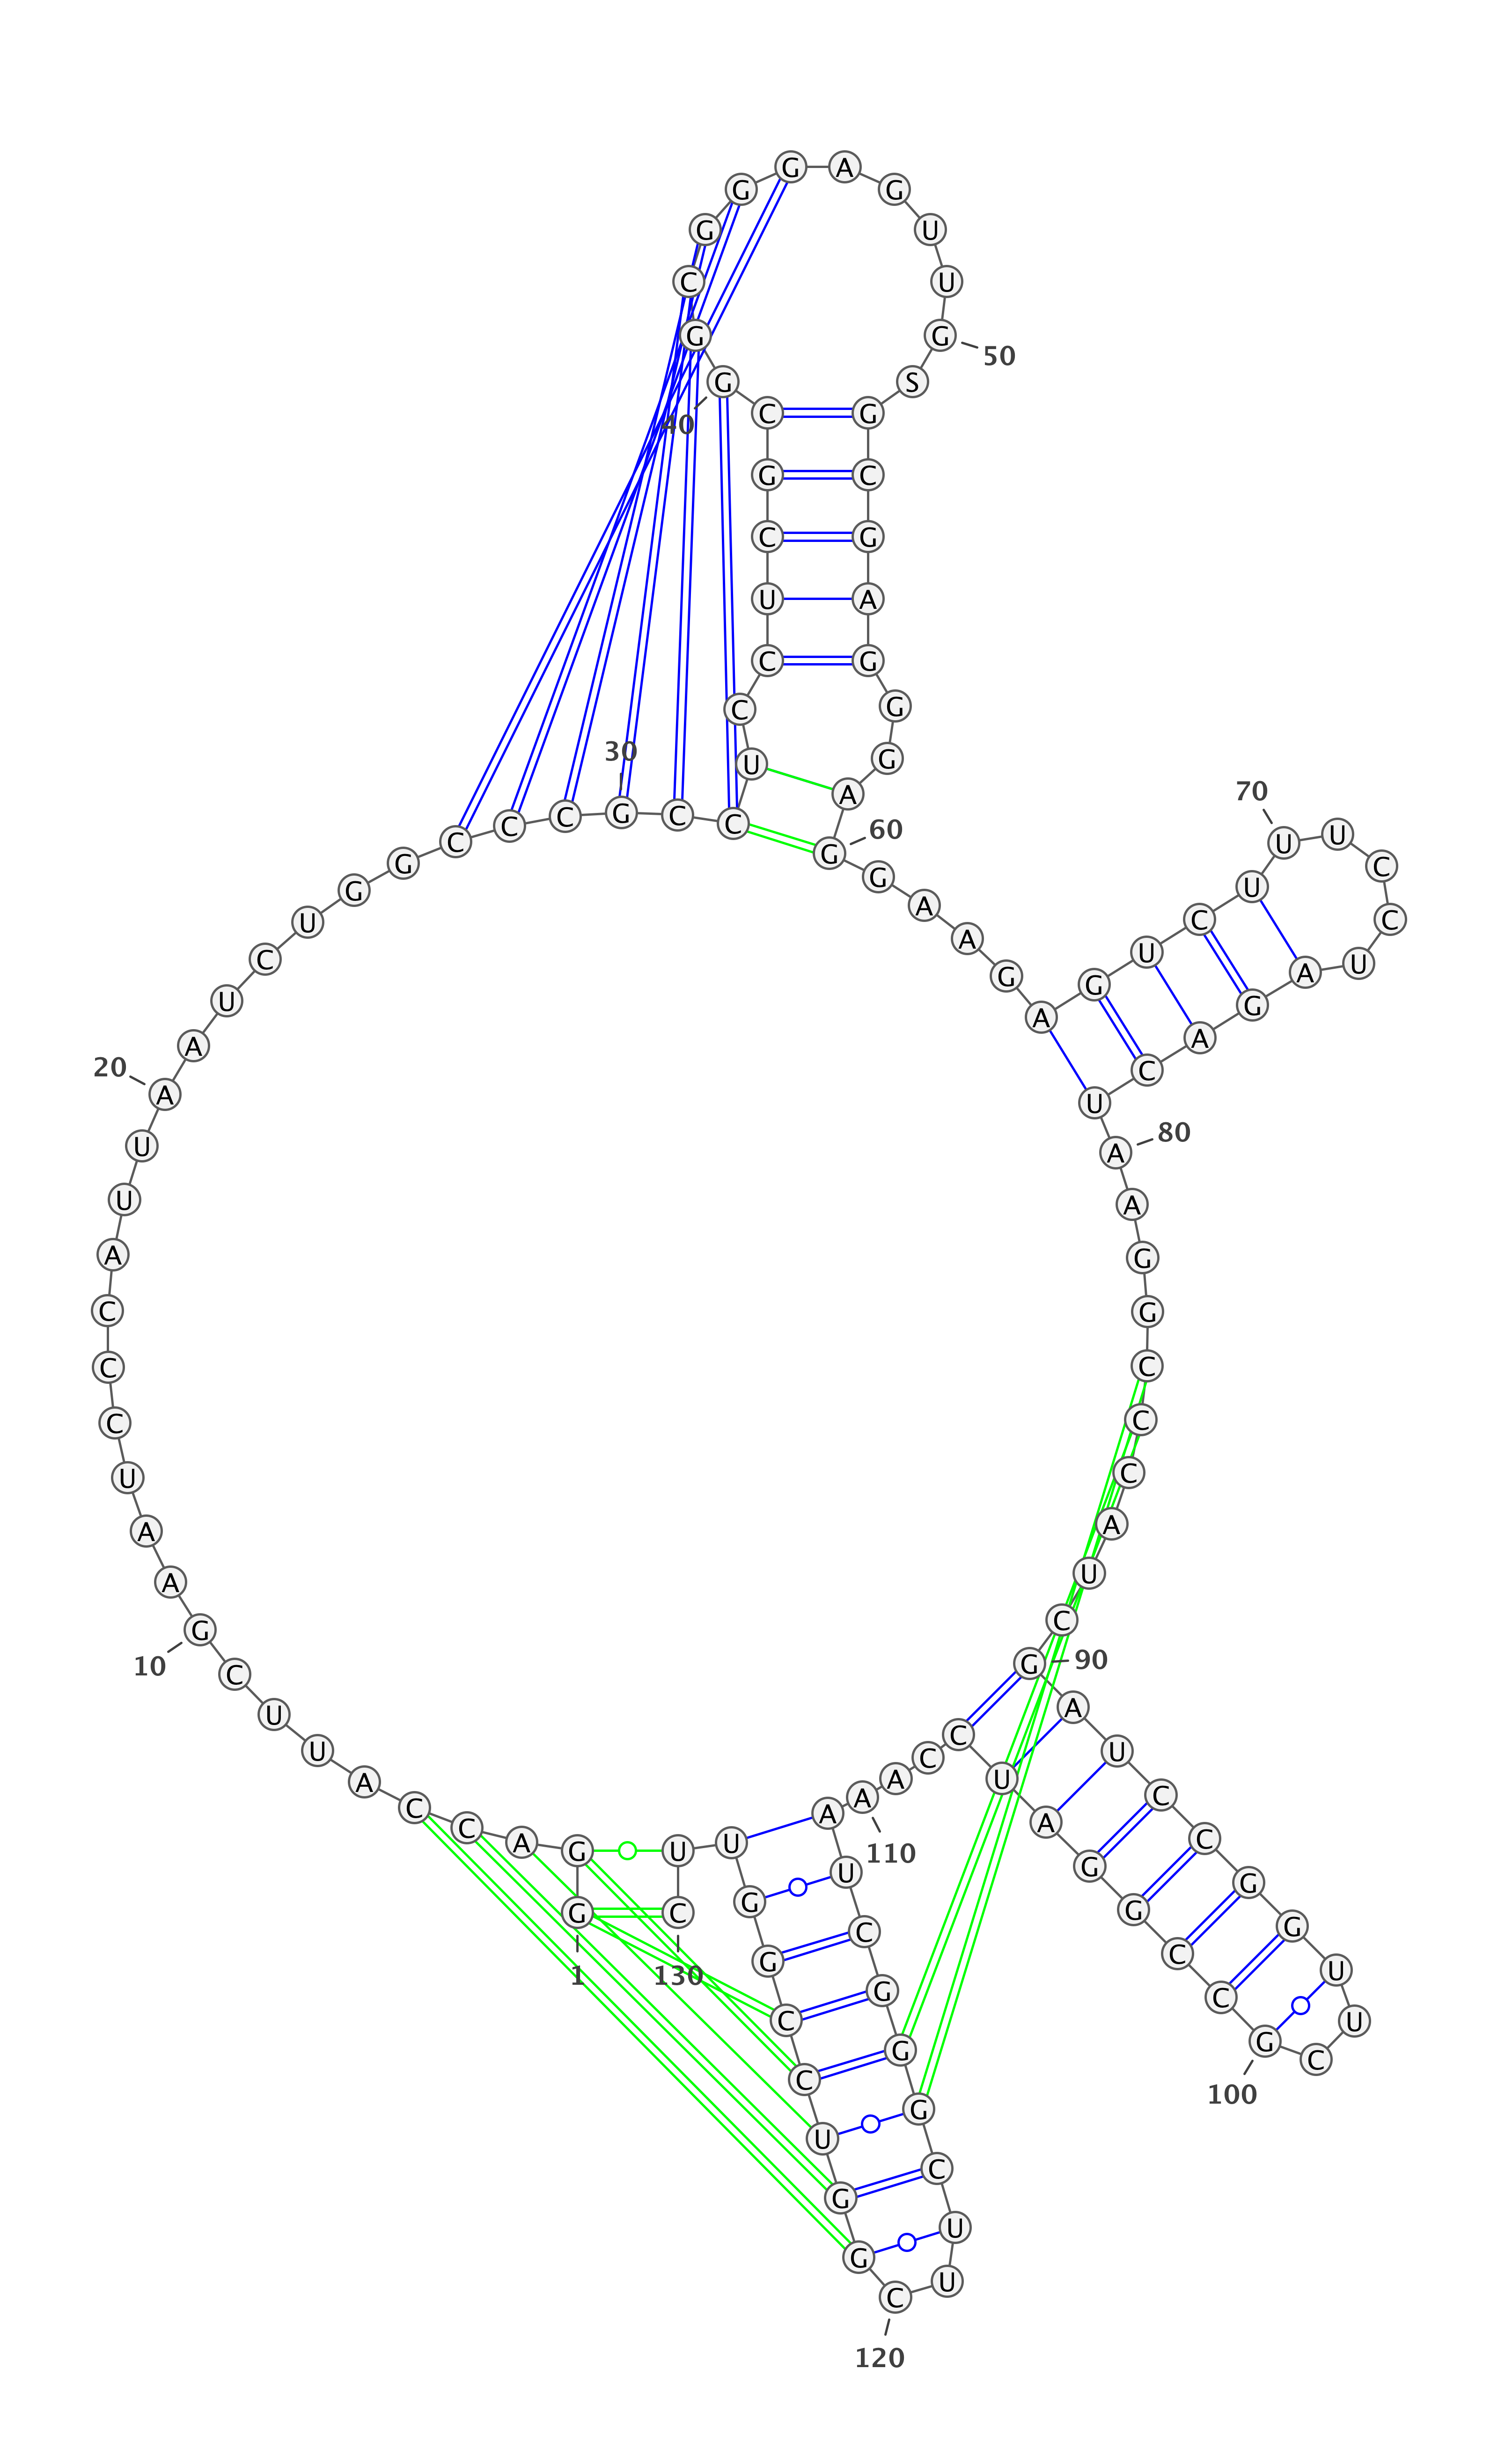 1
G G A C C A U U C G
10
A A U C C C A U U A
20
A U C U G G C C C G
30
C C U C C U C G C G
40
G C G G G A G U U G
50
S G C G A G G G A G
60
G A A G A G U C U U
70
U C C U A G A C U A
80
A G G C C C A U C G
90
A U C C G G U U C G
100
C C G G A U C C A A
110
A U C G G G C U U C
120
G G U C C G G U U C
130